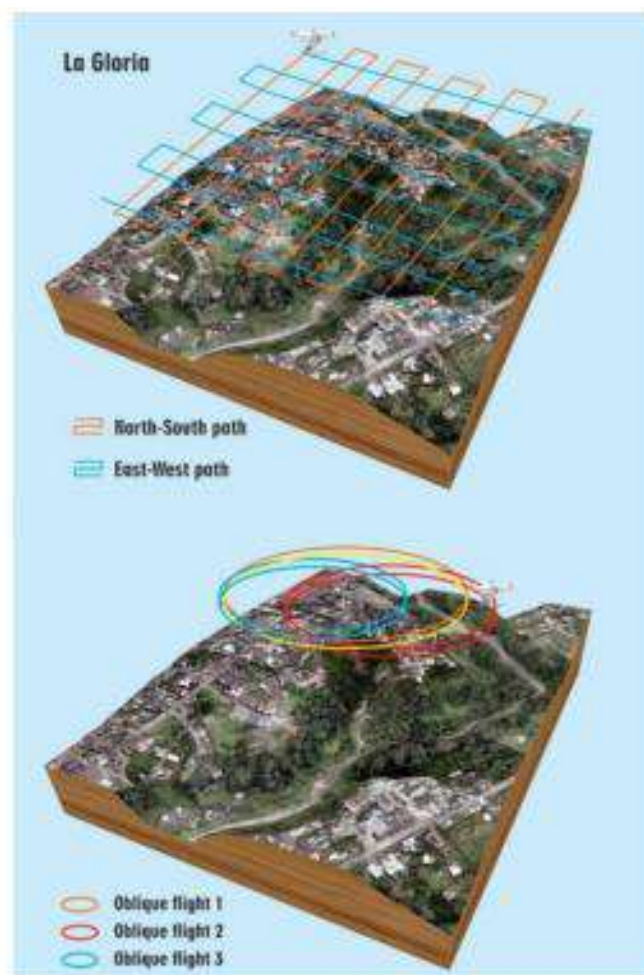 La Gloria
North-South path
East-West path
Oblique flight 1
Oblique flight 2
Oblique flight 3